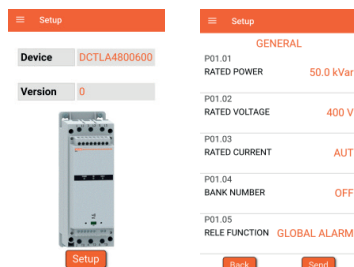 Setup
Device DCTLA4800600
Version 0
Setup
Setup
GENERAL
P01.01
RATED POWER 50.0 kVar
P01.02
RATED VOLTAGE 400 V
P01.03
RATED CURRENT AUT
P01.04
BANK NUMBER OFF
P01.05
RELE FUNCTION GLOBAL ALARM
Back Send